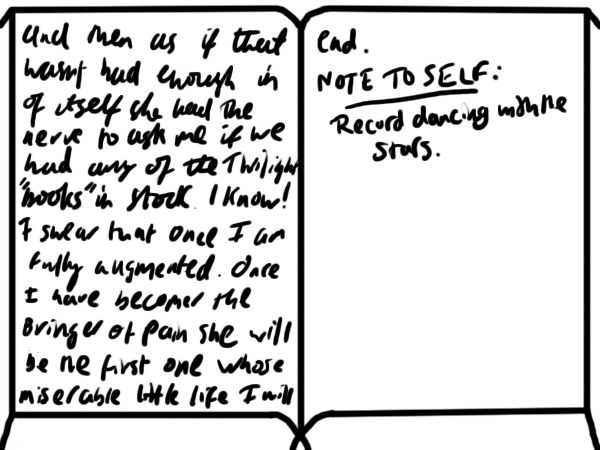 and then as if that
wasnt had enough in
of itself she had the
nerve to ask me if we
had any of the Twilight
"books" in stock. I Know!
I swear that once I am
fully augmented. Once
I have becomes the
Bringer of Pain she will
be the first one whose
miserable little life I will
end.
NOTE TO SELF:
Record dancing with the
stars.